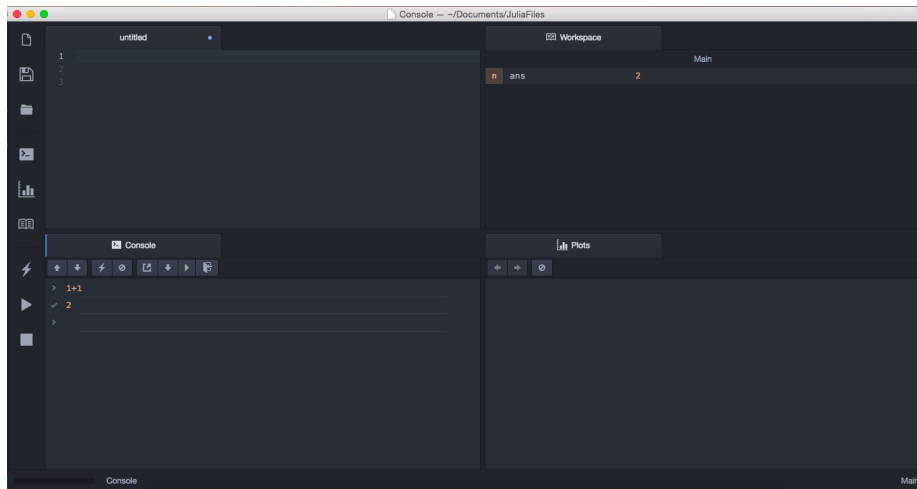 Console — ~/Documents/JuliaFiles
untitled
1
2
3
Workspace
Main
n ans 2
Console
1+1
2
Plots
Console
Main